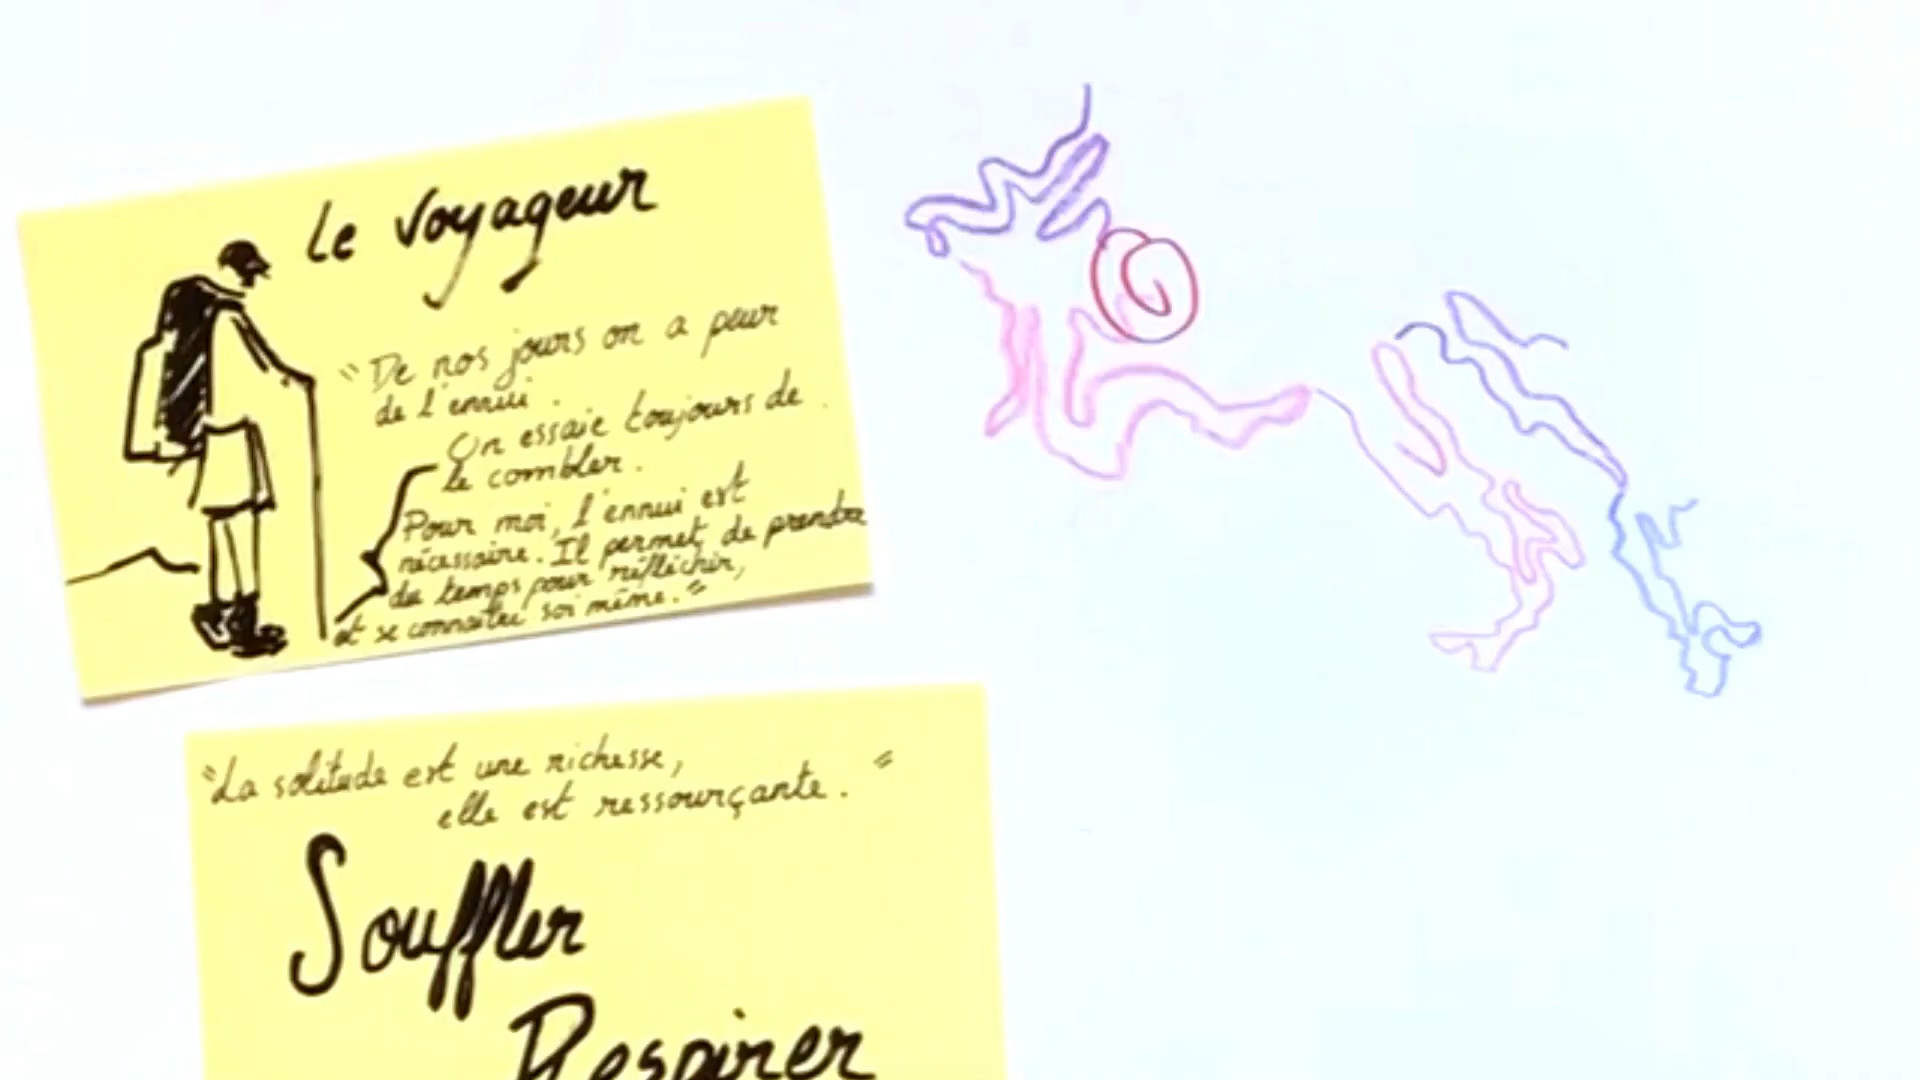 Le voyageur
"De nos jours on a peur
de l'ennui.
On essaie toujours de
le combler.
Pour moi, l'ennui est
nécessaire. Il permet de prendre
du temps pour réfléchir,
et se connaître soi même."
"La solitude est une richesse,
elle est ressourçante. "
Souffler
Respirer